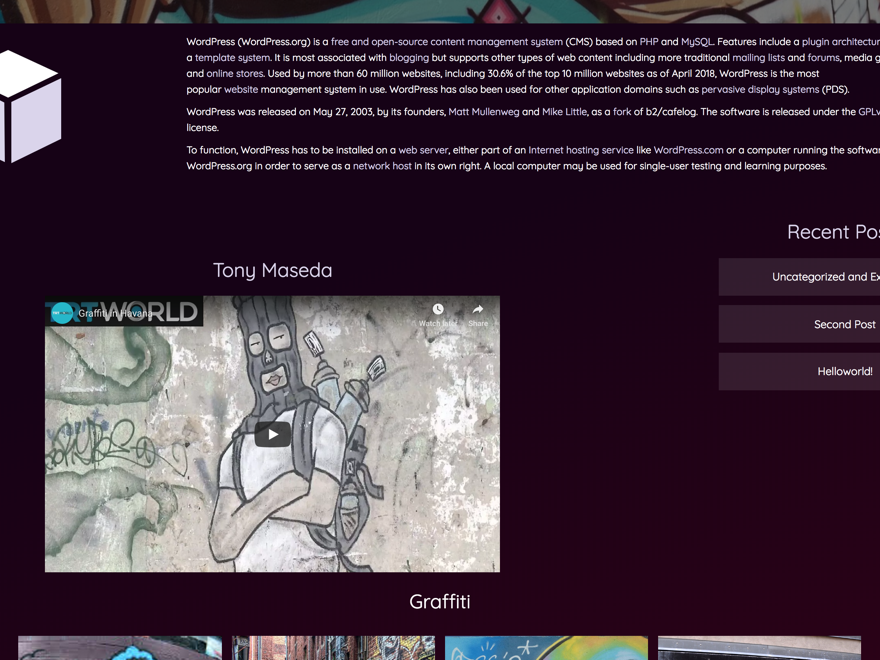 WordPress (WordPress.org) is a free and open-source content management system (CMS) based on PHP and MySQL. Features include a plugin
a template system. It is most associated with blogging but supports other types of web content including more traditional mailing lists and forums, media
and online stores. Used by more than 60 million websites, including 30.6% of the top 10 million websites as of April 2018, WordPress is the most
popular website management system in use. WordPress has also been used for other application domains such as pervasive display systems (PDS).
WordPress was released on May 27, 2003, by its founders, Matt Mullenweg and Mike Little, as a fork of b2/cafelog. The software is released under the
license.
To function, WordPress has to be installed on a web server, either part of an Internet hosting service like WordPress.com or a computer running the
WordPress.org in order to serve as a network host in its own right. A local computer may be used for single-user testing and learning purposes.
Recent
Tony Maseda
Uncategorized and
Second Post
Helloworld!
TRT WORLD
Graffiti in Havana
Watch later Share
Graffiti